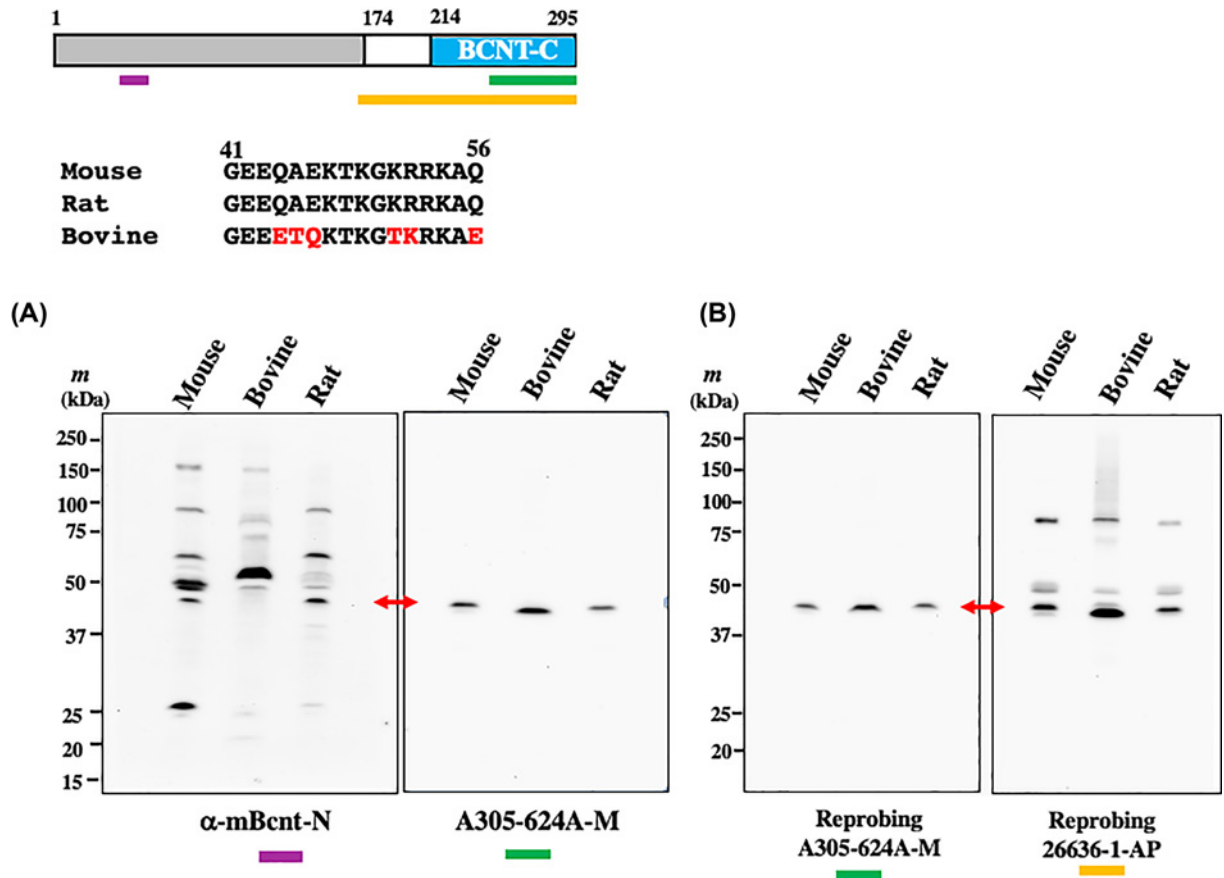 1 174 214 295
BCNT-C
41 56
Mouse GEEQAEKTKGKRRKAQ
Rat GEEQAEKTKGKRRKAQ
Bovine GEEETQKTKGTKRKAE
(A) (B)
m (kDa) Mouse Bovine Rat Mouse Bovine Rat m (kDa) Mouse Bovine Rat Mouse Bovine Rat
250 250
150 150
100 100
75 75
50 50
37 37
25 25
20 20
15
α-mBcnt-N A305-624A-M Reprobing Reprobing
A305-624A-M 26636-1-AP